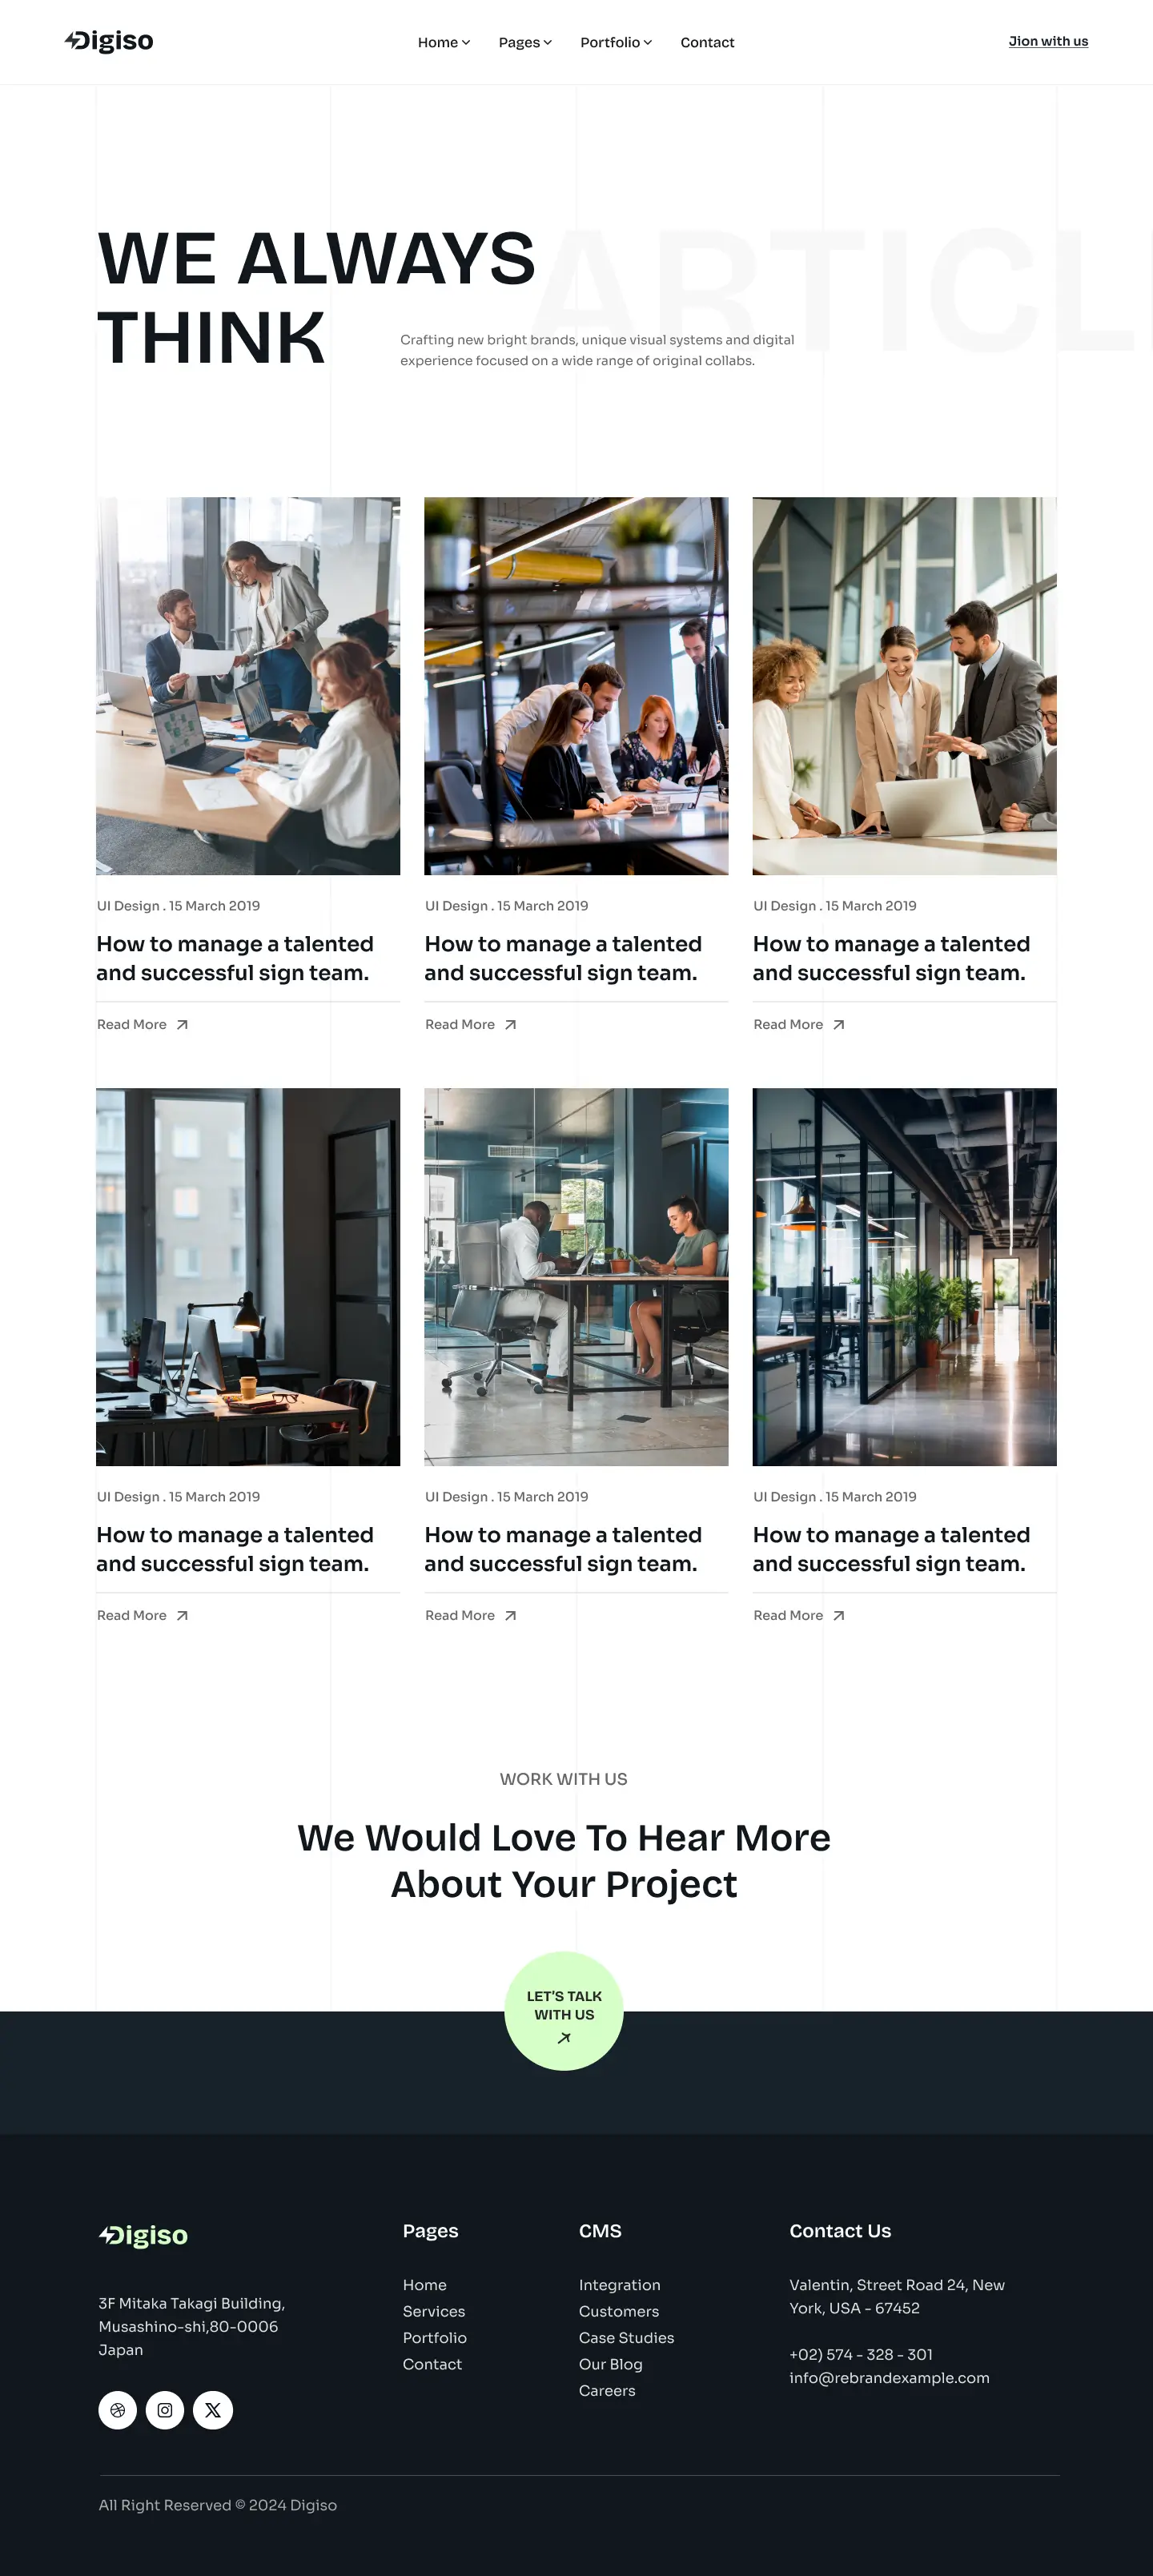 Digiso
Home
Pages
Portfolio
Contact
Jion with us
ARTICL
WE ALWAYS
THINK
Crafting new bright brands, unique visual systems and digital
experience focused on a wide range of original collabs.
UI Design . 15 March 2019
How to manage a talented
and successful sign team.
Read More
UI Design . 15 March 2019
How to manage a talented
and successful sign team.
Read More
UI Design . 15 March 2019
How to manage a talented
and successful sign team.
Read More
UI Design . 15 March 2019
How to manage a talented
and successful sign team.
Read More
UI Design . 15 March 2019
How to manage a talented
and successful sign team.
Read More
UI Design . 15 March 2019
How to manage a talented
and successful sign team.
Read More
WORK WITH US
We Would Love To Hear More
About Your Project
LET'S TALK
WITH US
Digiso
3F Mitaka Takagi Building,
Musashino-shi,80-0006
Japan
Pages
Home
Services
Portfolio
Contact
CMS
Integration
Customers
Case Studies
Our Blog
Careers
Contact Us
Valentin, Street Road 24, New
York, USA - 67452
+02) 574 - 328 - 301
info@rebrandexample.com
All Right Reserved © 2024 Digiso